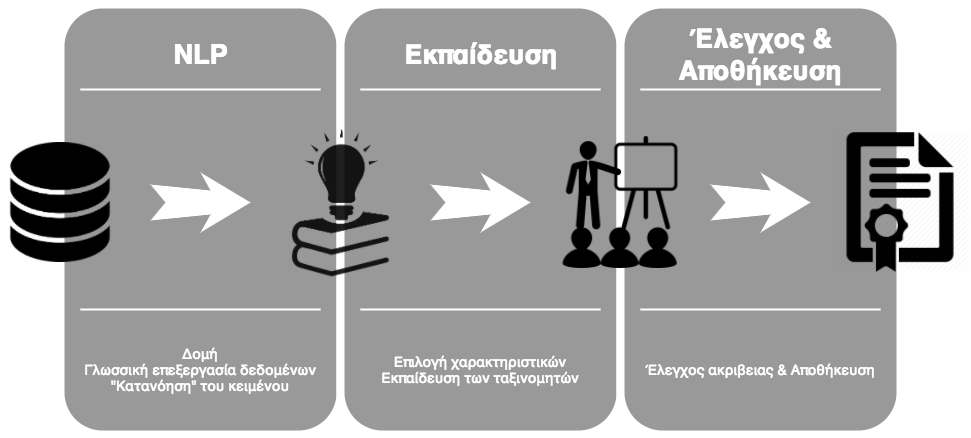 NLP
Εκπαίδευση
Έλεγχος &
Αποθήκευση
Δομή
Γλωσσική επεξεργασία δεδομένων
"Κατανόηση" του κειμένου
Επιλογή χαρακτηριστικών
Εκπαίδευση των ταξινομητών
Έλεγχος ακριβειας & Αποθήκευση